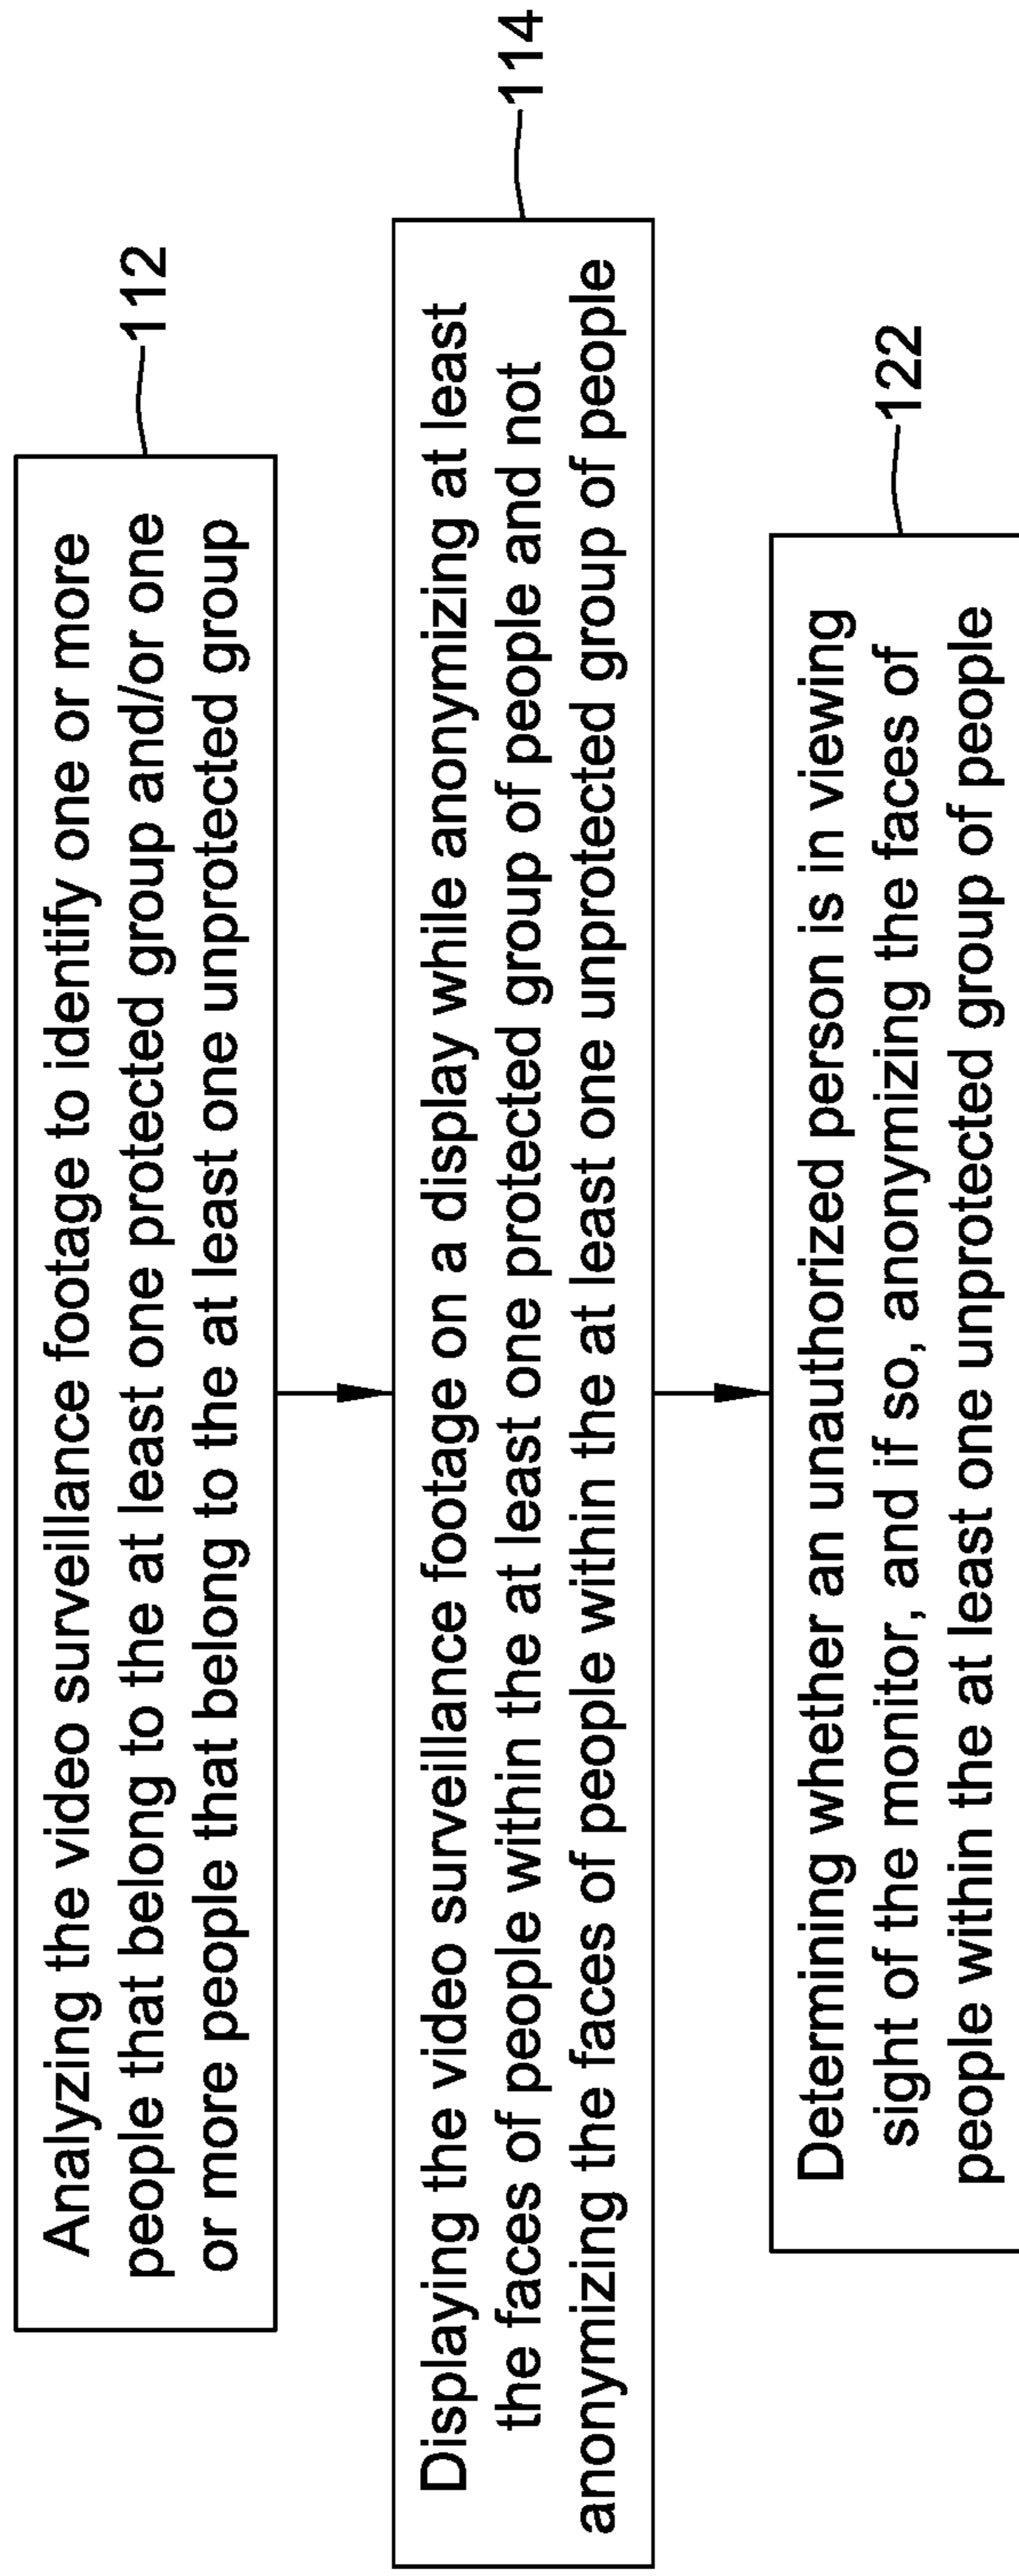 Analyzing the video surveillance footage to identify one or more
people that belong to the at least one protected group and/or one
or more people that belong to the at least one unprotected group
112
Displaying the video surveillance footage on a display while anonymizing at least
the faces of people within the at least one protected group of people and not
anonymizing the faces of people within the at least one unprotected group of people
114
Determining whether an unauthorized person is in viewing
sight of the monitor, and if so, anonymizing the faces of
people within the at least one unprotected group of people
122